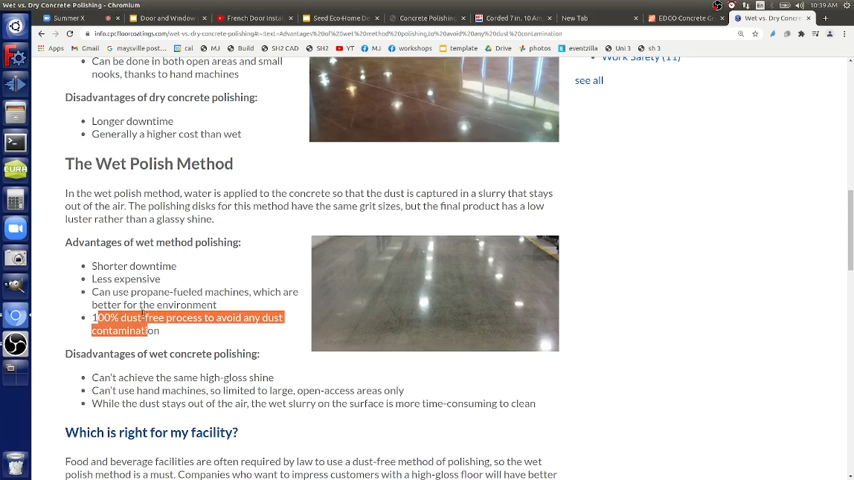 Wet vs. Dry Concrete Polishing - Chromium
En
10:39 AM
Summer X
Door and Window
French Door Instal
Seed Eco-Home De
Concrete Polishing
Corded 7 in. 10 Am
New Tab
EDCO Concrete Gr
Wet vs. Dry Concre
info.cpcfloorcoatings.com/wet-vs-dry-concrete-polishing#:~:text=Advantages%20of%20wet%20method%20polishing,to%20avoid%20any%20dust%20contamination
Gmail
maysville post...
cal
MJ
Build
SH2 CAD
SH2
YT
MJ
workshops
template
Drive
photos
eventzilla
Uni 3
sh 3
Can be done in both open areas and small
nooks, thanks to hand machines
Work Safety (11)
see all
Disadvantages of dry concrete polishing:
Longer downtime
Generally a higher cost than wet
The Wet Polish Method
In the wet polish method, water is applied to the concrete so that the dust is captured in a slurry that stays
out of the air. The polishing disks for this method have the same grit sizes, but the final product has a low
luster rather than a glassy shine.
Advantages of wet method polishing:
Shorter downtime
Less expensive
Can use propane-fueled machines, which are
better for the environment
100% dust-free process to avoid any dust
contamination
Disadvantages of wet concrete polishing:
Can't achieve the same high-gloss shine
Can't use hand machines, so limited to large, open-access areas only
While the dust stays out of the air, the wet slurry on the surface is more time-consuming to clean
Which is right for my facility?
Food and beverage facilities are often required by law to use a dust-free method of polishing, so the wet
polish method is a must. Companies who want to impress customers with a high-gloss floor will have better
CURA